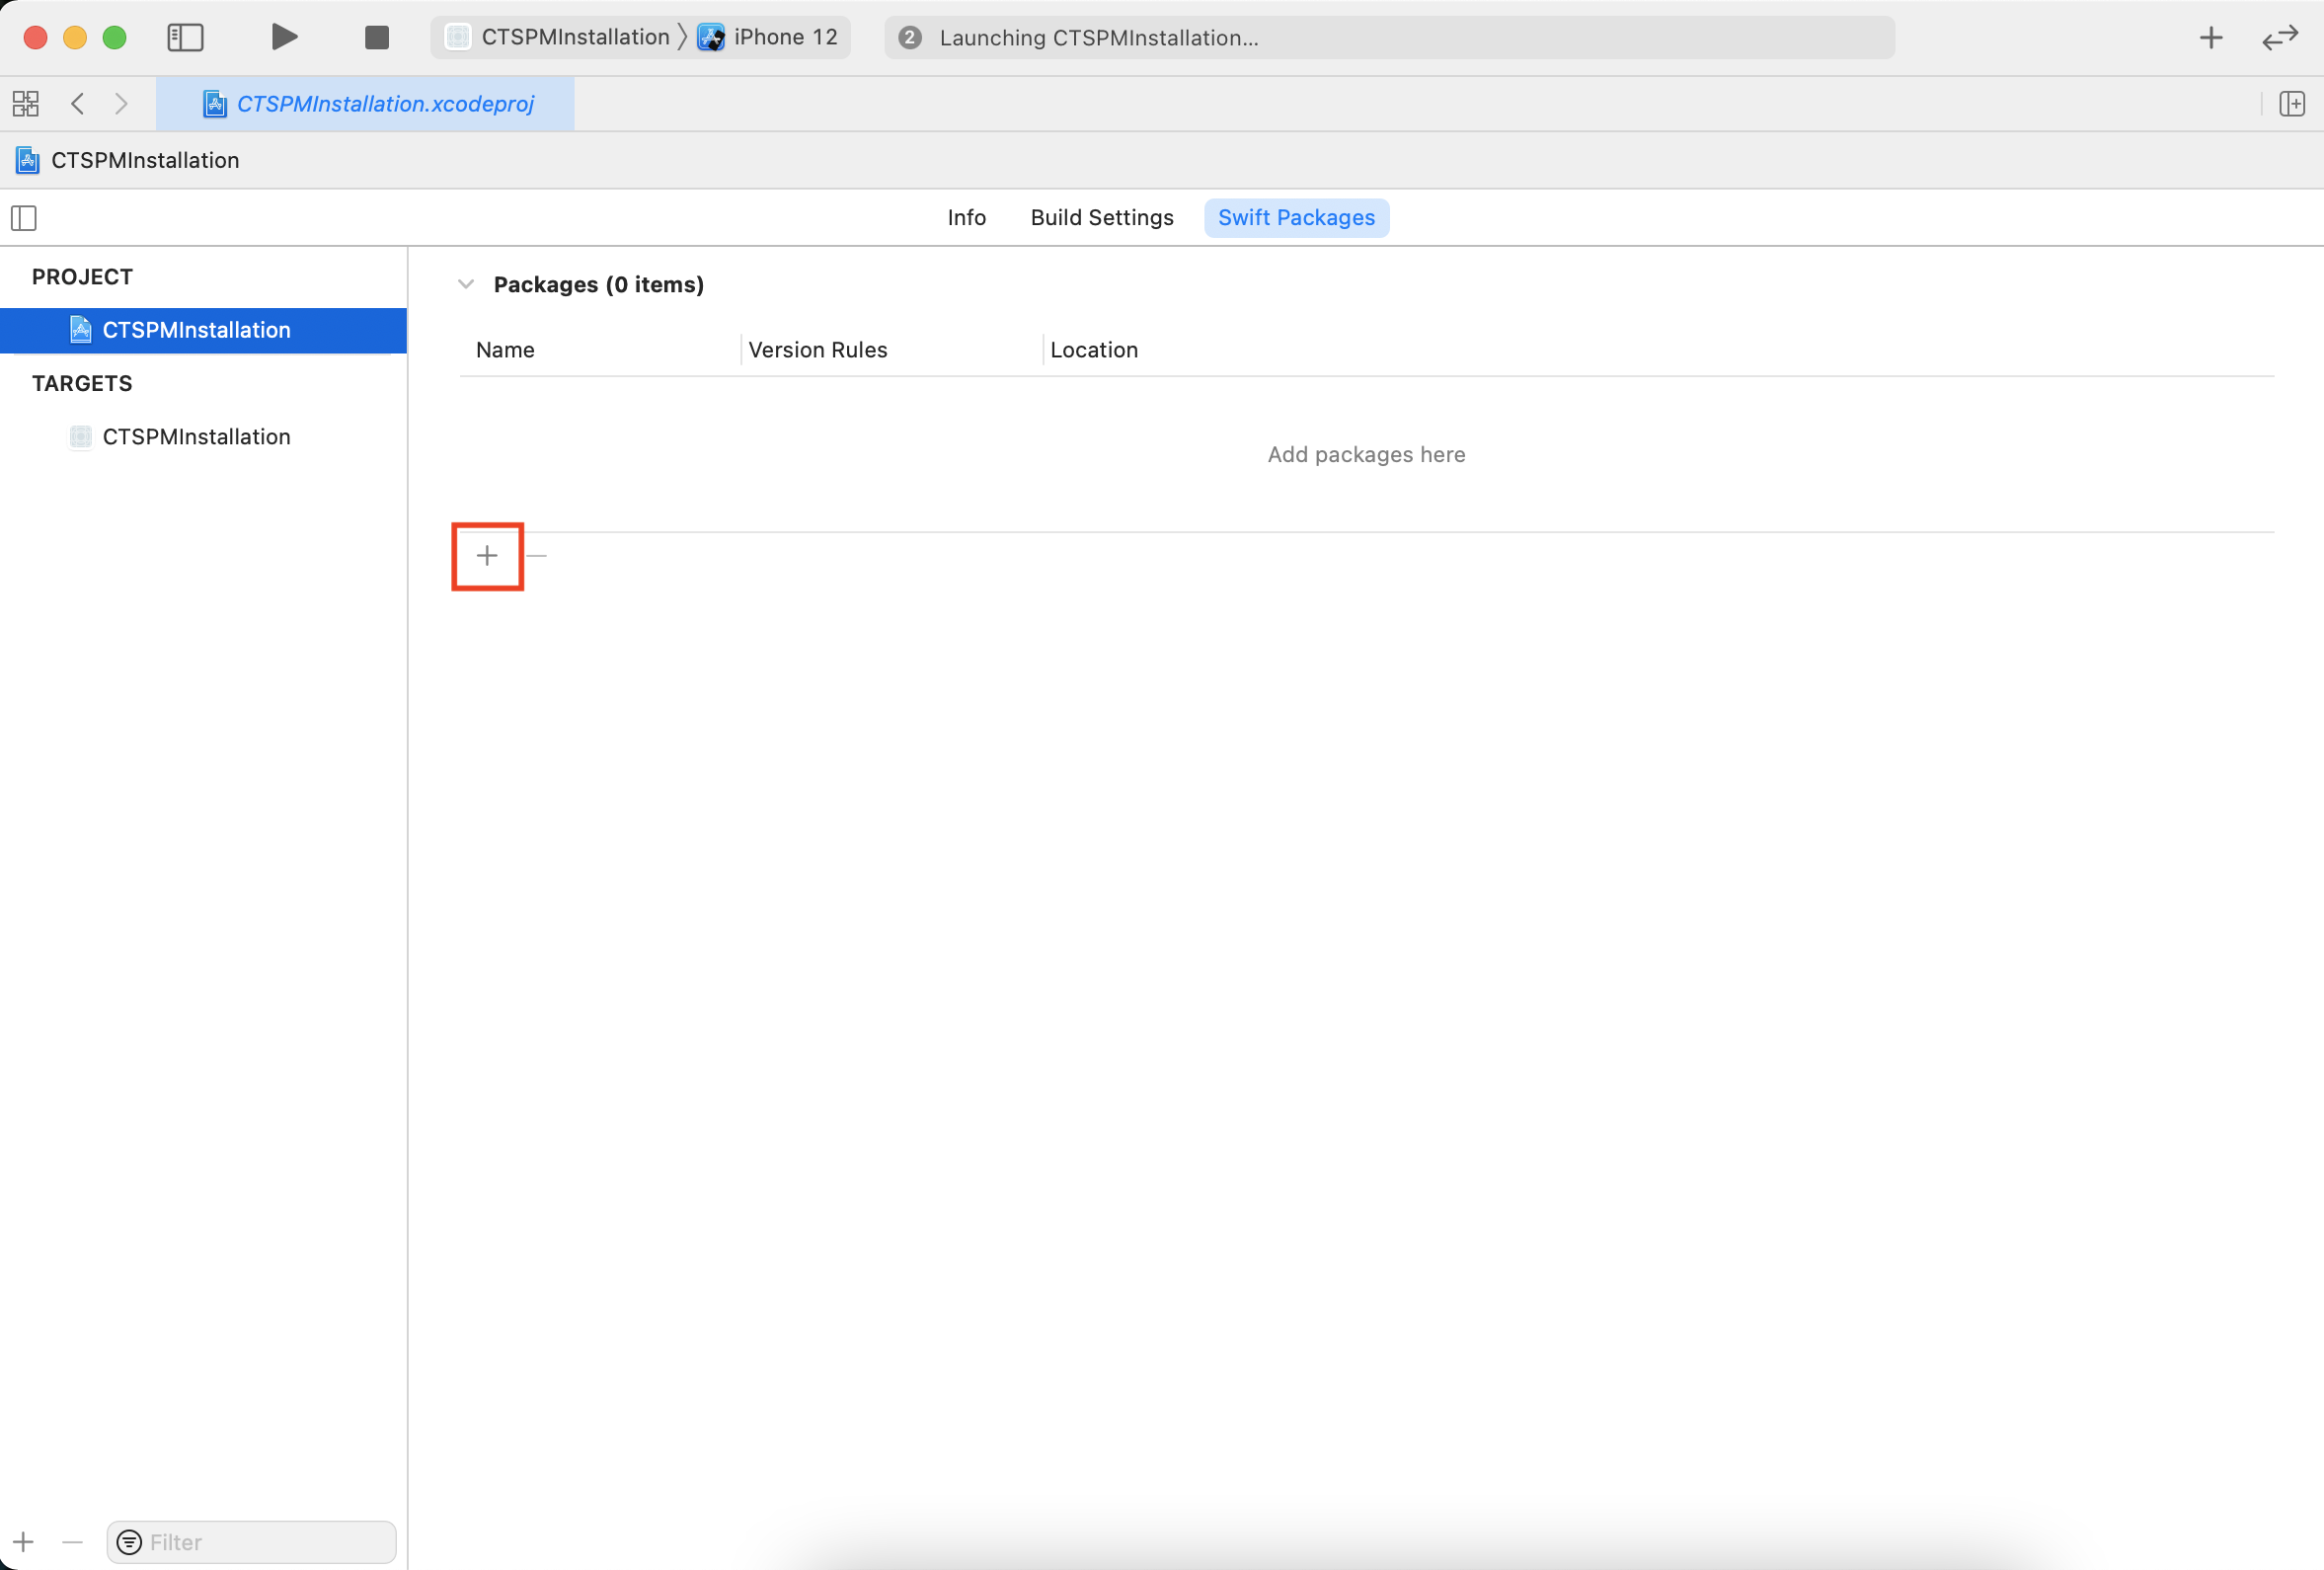 CTSPMInstallation iPhone 12
2 Launching CTSPMInstallation...
CTSPMInstallation.xcodeproj
CTSPMInstallation
Info Build Settings Swift Packages
PROJECT
CTSPMInstallation
TARGETS
CTSPMInstallation
Packages (0 items)
Name Version Rules Location
Add packages here
Filter